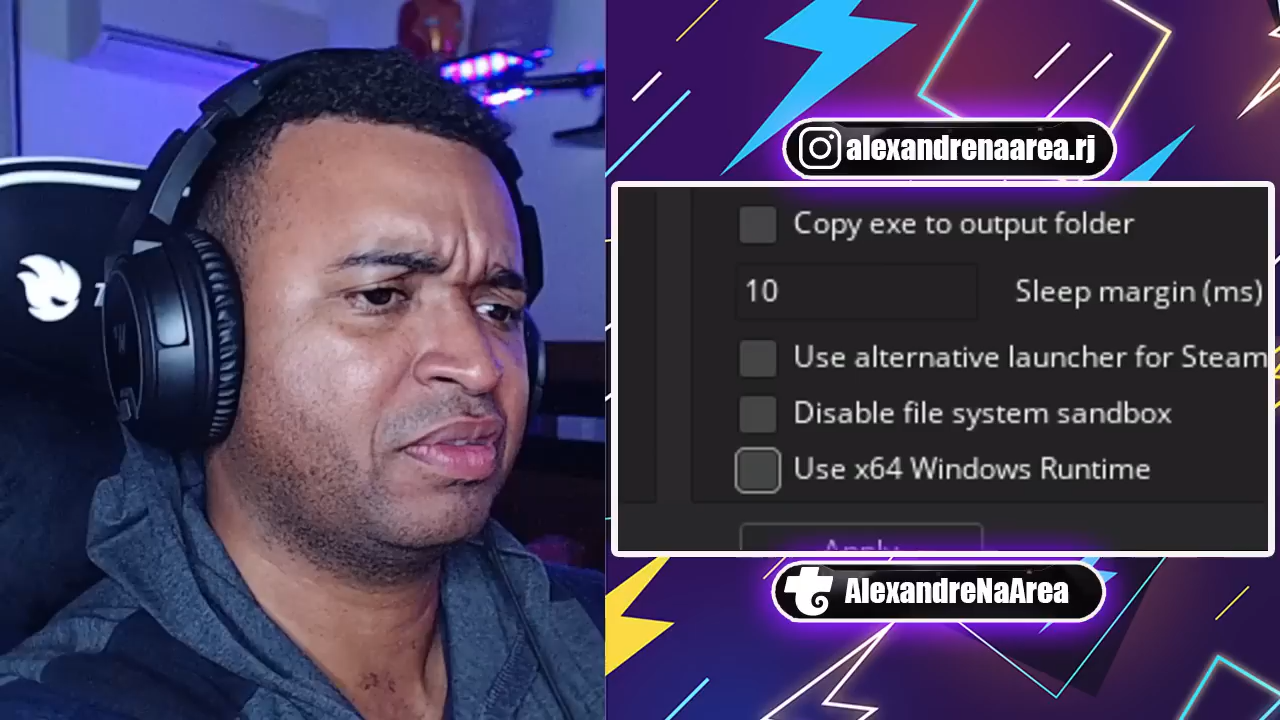 alexandrenaarea.rj
Copy exe to output folder
10 Sleep margin (ms)
Use alternative launcher for Steam
Disable file system sandbox
Use x64 Windows Runtime
Apply
AlexandreNaArea